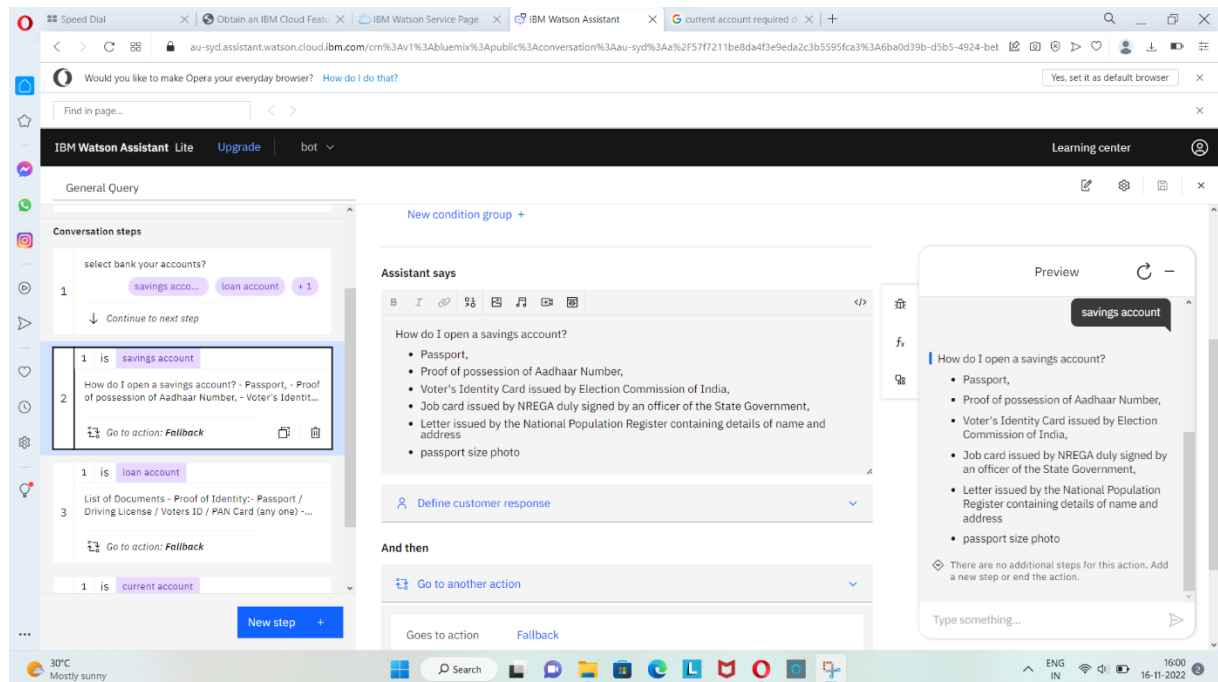 Speed Dial
Obtain an IBM Cloud Featu
IBM Watson Service Page
IBM Watson Assistant
current account required d
au-syd.assistant.watson.cloud.ibm.com/crn%3Av1%3Abluemix%3Apublic%3Aconversation%3Aau-syd%3Aa%2F57f7211be8da4f3e9eda2c3b5595fca3%3A6ba0d39b-d5b5-4924-beb
Would you like to make Opera your everyday browser? How do I do that?
Yes, set it as default browser
Find in page...
IBM Watson Assistant Lite Upgrade bot
Learning center
General Query
New condition group +
Conversation steps
select bank your accounts?
1
savings acco... loan account + 1
Continue to next step
1 is savings account
2
How do I open a savings account? - Passport, - Proof
of possession of Aadhaar Number, - Voter's Identit...
Go to action: Fallback
1 is loan account
3
List of Documents - Proof of Identity:- Passport /
Driving License / Voters ID / PAN Card (any one) -...
Go to action: Fallback
1 is current account
New step +
Assistant says
B I
</>
How do I open a savings account?
• Passport,
• Proof of possession of Aadhaar Number,
• Voter's Identity Card issued by Election Commission of India,
• Job card issued by NREGA duly signed by an officer of the State Government,
• Letter issued by the National Population Register containing details of name and
address
• passport size photo
Define customer response
And then
Go to another action
Goes to action Fallback
fx
Preview
savings account
How do I open a savings account?
• Passport,
• Proof of possession of Aadhaar Number,
• Voter's Identity Card issued by Election
Commission of India,
• Job card issued by NREGA duly signed by
an officer of the State Government,
• Letter issued by the National Population
Register containing details of name and
address
• passport size photo
There are no additional steps for this action. Add
a new step or end the action.
Type something...
30°C
Mostly sunny
Search
ENG
IN
16:00
16-11-2022
2